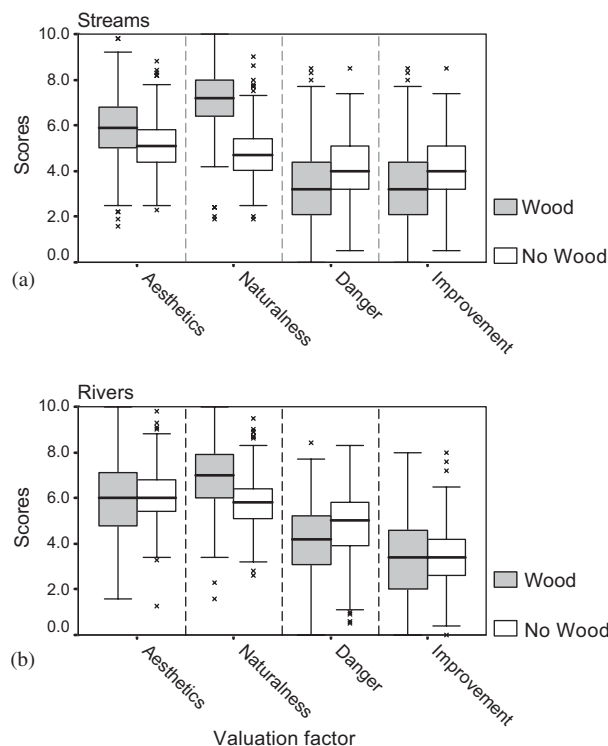 Streams
10.0
8.0
6.0
4.0
2.0
0.0
Scores
Wood
No Wood
(a)
Aesthetics
Naturalness
Danger
Improvement
Rivers
10.0
8.0
6.0
4.0
2.0
0.0
Scores
Wood
No Wood
(b)
Aesthetics
Naturalness
Danger
Improvement
Valuation factor